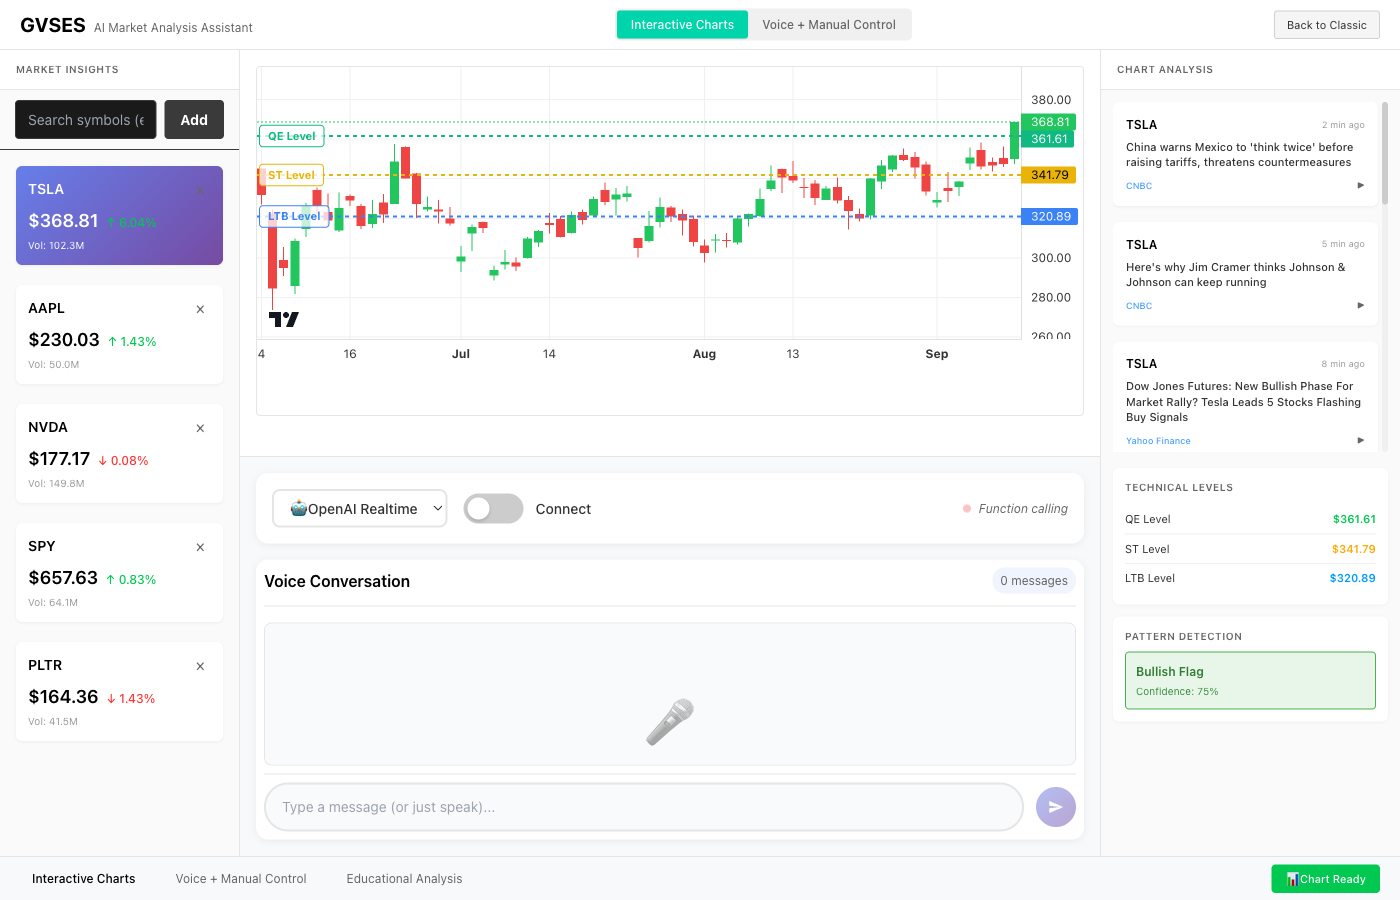 GVSES AI Market Analysis Assistant
Interactive Charts
Voice + Manual Control
Back to Classic
MARKET INSIGHTS
Search symbols (e
Add
TSLA
$368.81 ↑ 6.04%
Vol: 102.3M
AAPL
$230.03 ↑ 1.43%
Vol: 50.0M
NVDA
$177.17 ↓ 0.08%
Vol: 149.8M
SPY
$657.63 ↑ 0.83%
Vol: 64.1M
PLTR
$164.36 ↓ 1.43%
Vol: 41.5M
QE Level
ST Level
LTB Level
380.00
368.81
361.61
341.79
320.89
300.00
280.00
260.00
4 16 Jul 14 Aug 13 Sep
🤖OpenAI Realtime
Connect
Function calling
Voice Conversation
0 messages
Type a message (or just speak)...
CHART ANALYSIS
TSLA
2 min ago
China warns Mexico to 'think twice' before
raising tariffs, threatens countermeasures
CNBC
TSLA
5 min ago
Here's why Jim Cramer thinks Johnson &
Johnson can keep running
CNBC
TSLA
8 min ago
Dow Jones Futures: New Bullish Phase For
Market Rally? Tesla Leads 5 Stocks Flashing
Buy Signals
Yahoo Finance
TECHNICAL LEVELS
QE Level $361.61
ST Level $341.79
LTB Level $320.89
PATTERN DETECTION
Bullish Flag
Confidence: 75%
Interactive Charts
Voice + Manual Control
Educational Analysis
📊Chart Ready